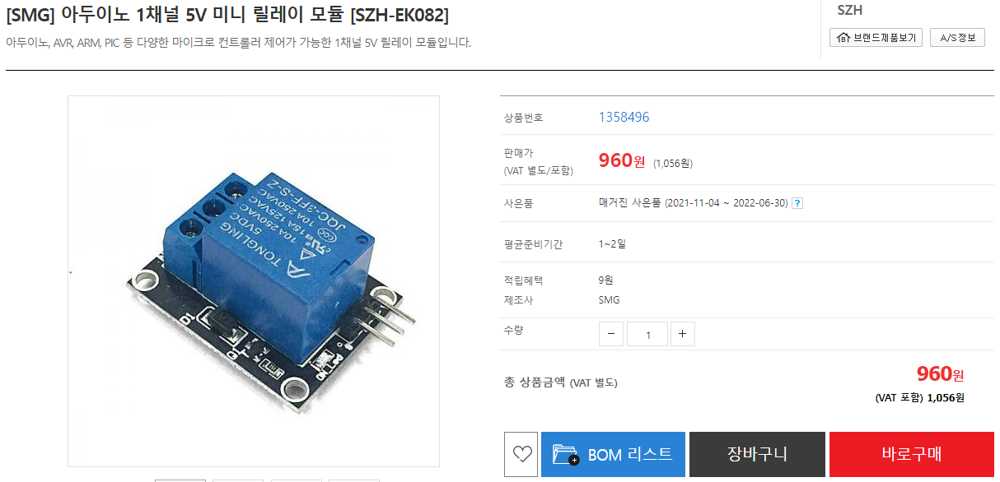 [SMG] 아두이노 1채널 5V 미니 릴레이 모듈 [SZH-EK082]
아두이노, AVR, ARM, PIC 등 다양한 마이크로 컨트롤러 제어가 가능한 1채널 5V 릴레이 모듈입니다.
SZH
브랜드제품보기
A/S정보
JQC-3FF-S-Z
10A 250VAC
15A 125VAC
10A 250VAC
5VDC
TONGLING
상품번호
1358496
판매가
(VAT 별도/포함)
960원 (1,056원)
사은품
매거진 사은품 (2021-11-04 ~ 2022-06-30) ?
평균준비기간
1~2일
적립혜택
9원
제조사
SMG
수량
− 1 +
총 상품금액 (VAT 별도)
960원
(VAT 포함) 1,056원
BOM 리스트
장바구니
바로구매